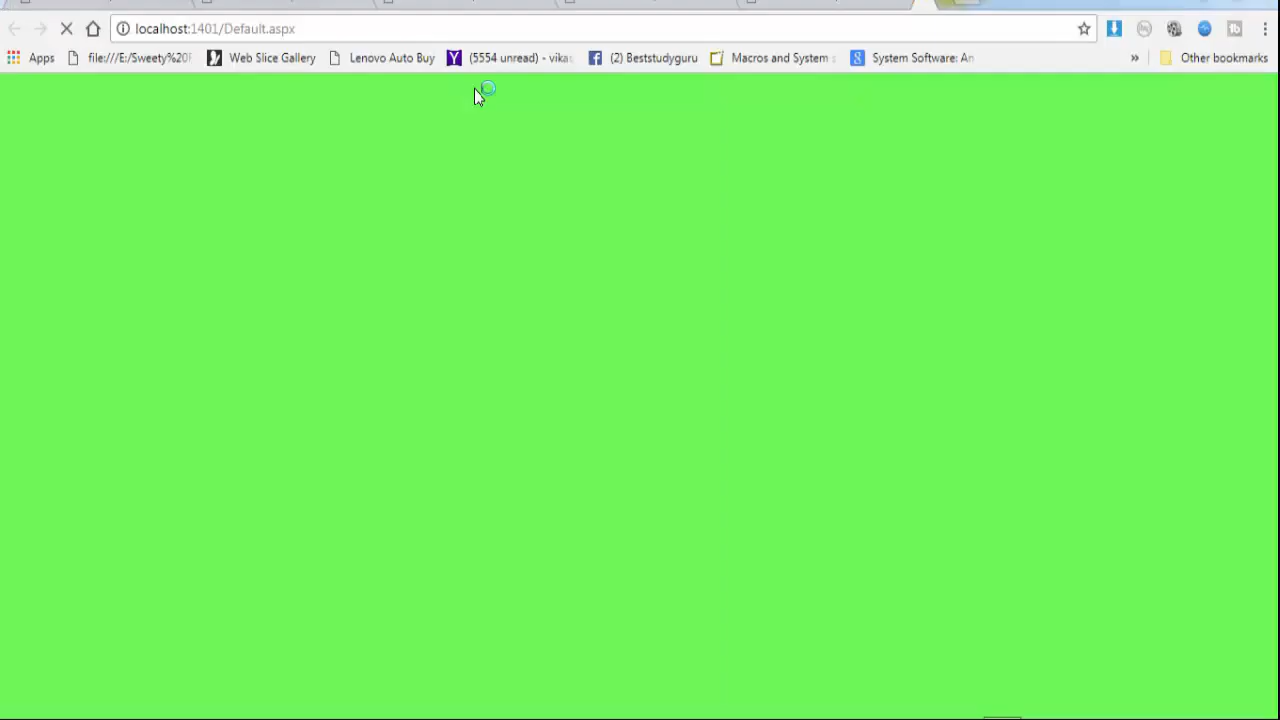 localhost:1401/Default.aspx
Apps file:///E:/Sweety%20 Web Slice Gallery Lenovo Auto Buy Y (5554 unread) - vikas f (2) Beststudyguru Macros and System g System Software: An » Other bookmarks